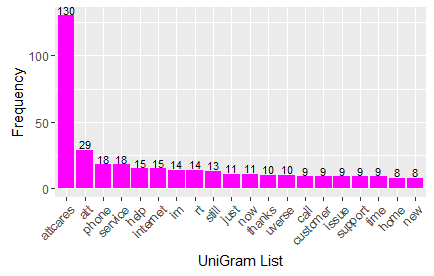 130
29
18
18
15
15
14
14
13
11
11
10
10
9
9
9
9
9
8
8
100
50
0
Frequency
attcares
att
phone
service
help
internet
im
rt
still
just
now
thanks
uverse
call
customer
issue
support
time
home
new
UniGram List